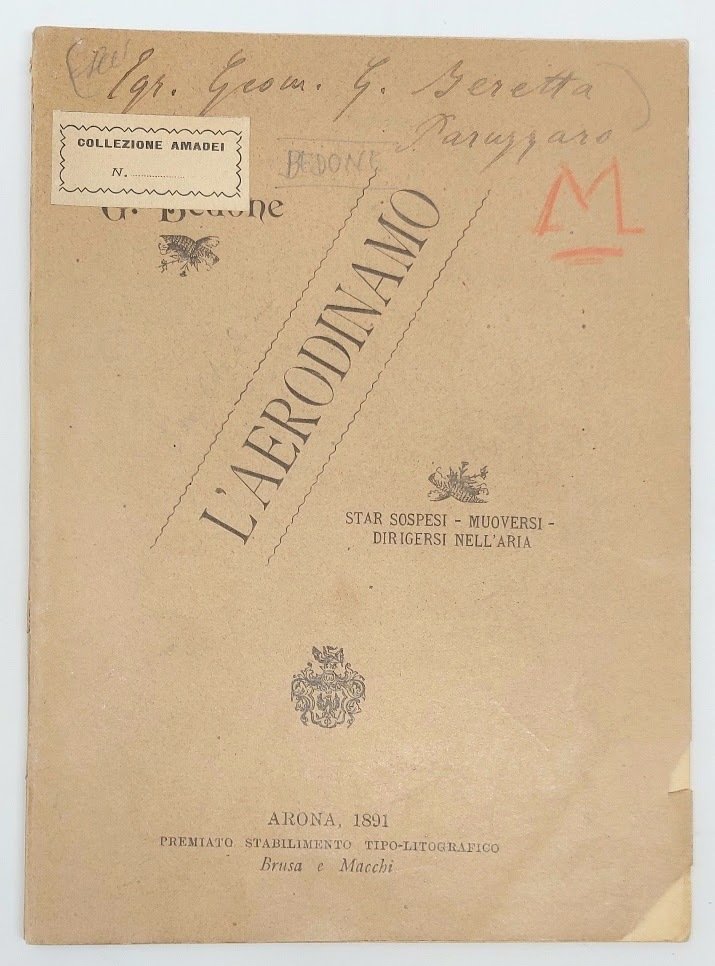 Egr. Geom. G. Beretta
Paruzzaro
COLLEZIONE AMADEI
N.
BEDONE
M
G. Bedone
L'AERODINAMO
STAR SOSPESI - MUOVERSI -
DIRIGERSI NELL'ARIA
ARONA, 1891
PREMIATO STABILIMENTO TIPO-LITOGRAFICO
Brusa e Macchi